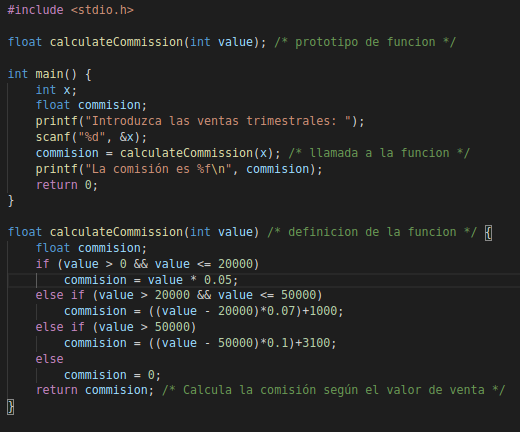 #include <stdio.h>
float calculateCommission(int value); /* prototipo de funcion */
int main() {
int x;
float commision;
printf("Introduzca las ventas trimestrales: ");
scanf("%d", &x);
commision = calculateCommission(x); /* llamada a la funcion */
printf("La comisión es %f\n", commision);
return 0;
}
float calculateCommission(int value) /* definicion de la funcion */ {
float commision;
if (value > 0 && value <= 20000)
commision = value * 0.05;
else if (value > 20000 && value <= 50000)
commision = ((value - 20000)*0.07)+1000;
else if (value > 50000)
commision = ((value - 50000)*0.1)+3100;
else
commision = 0;
return commision; /* Calcula la comisión según el valor de venta */
}